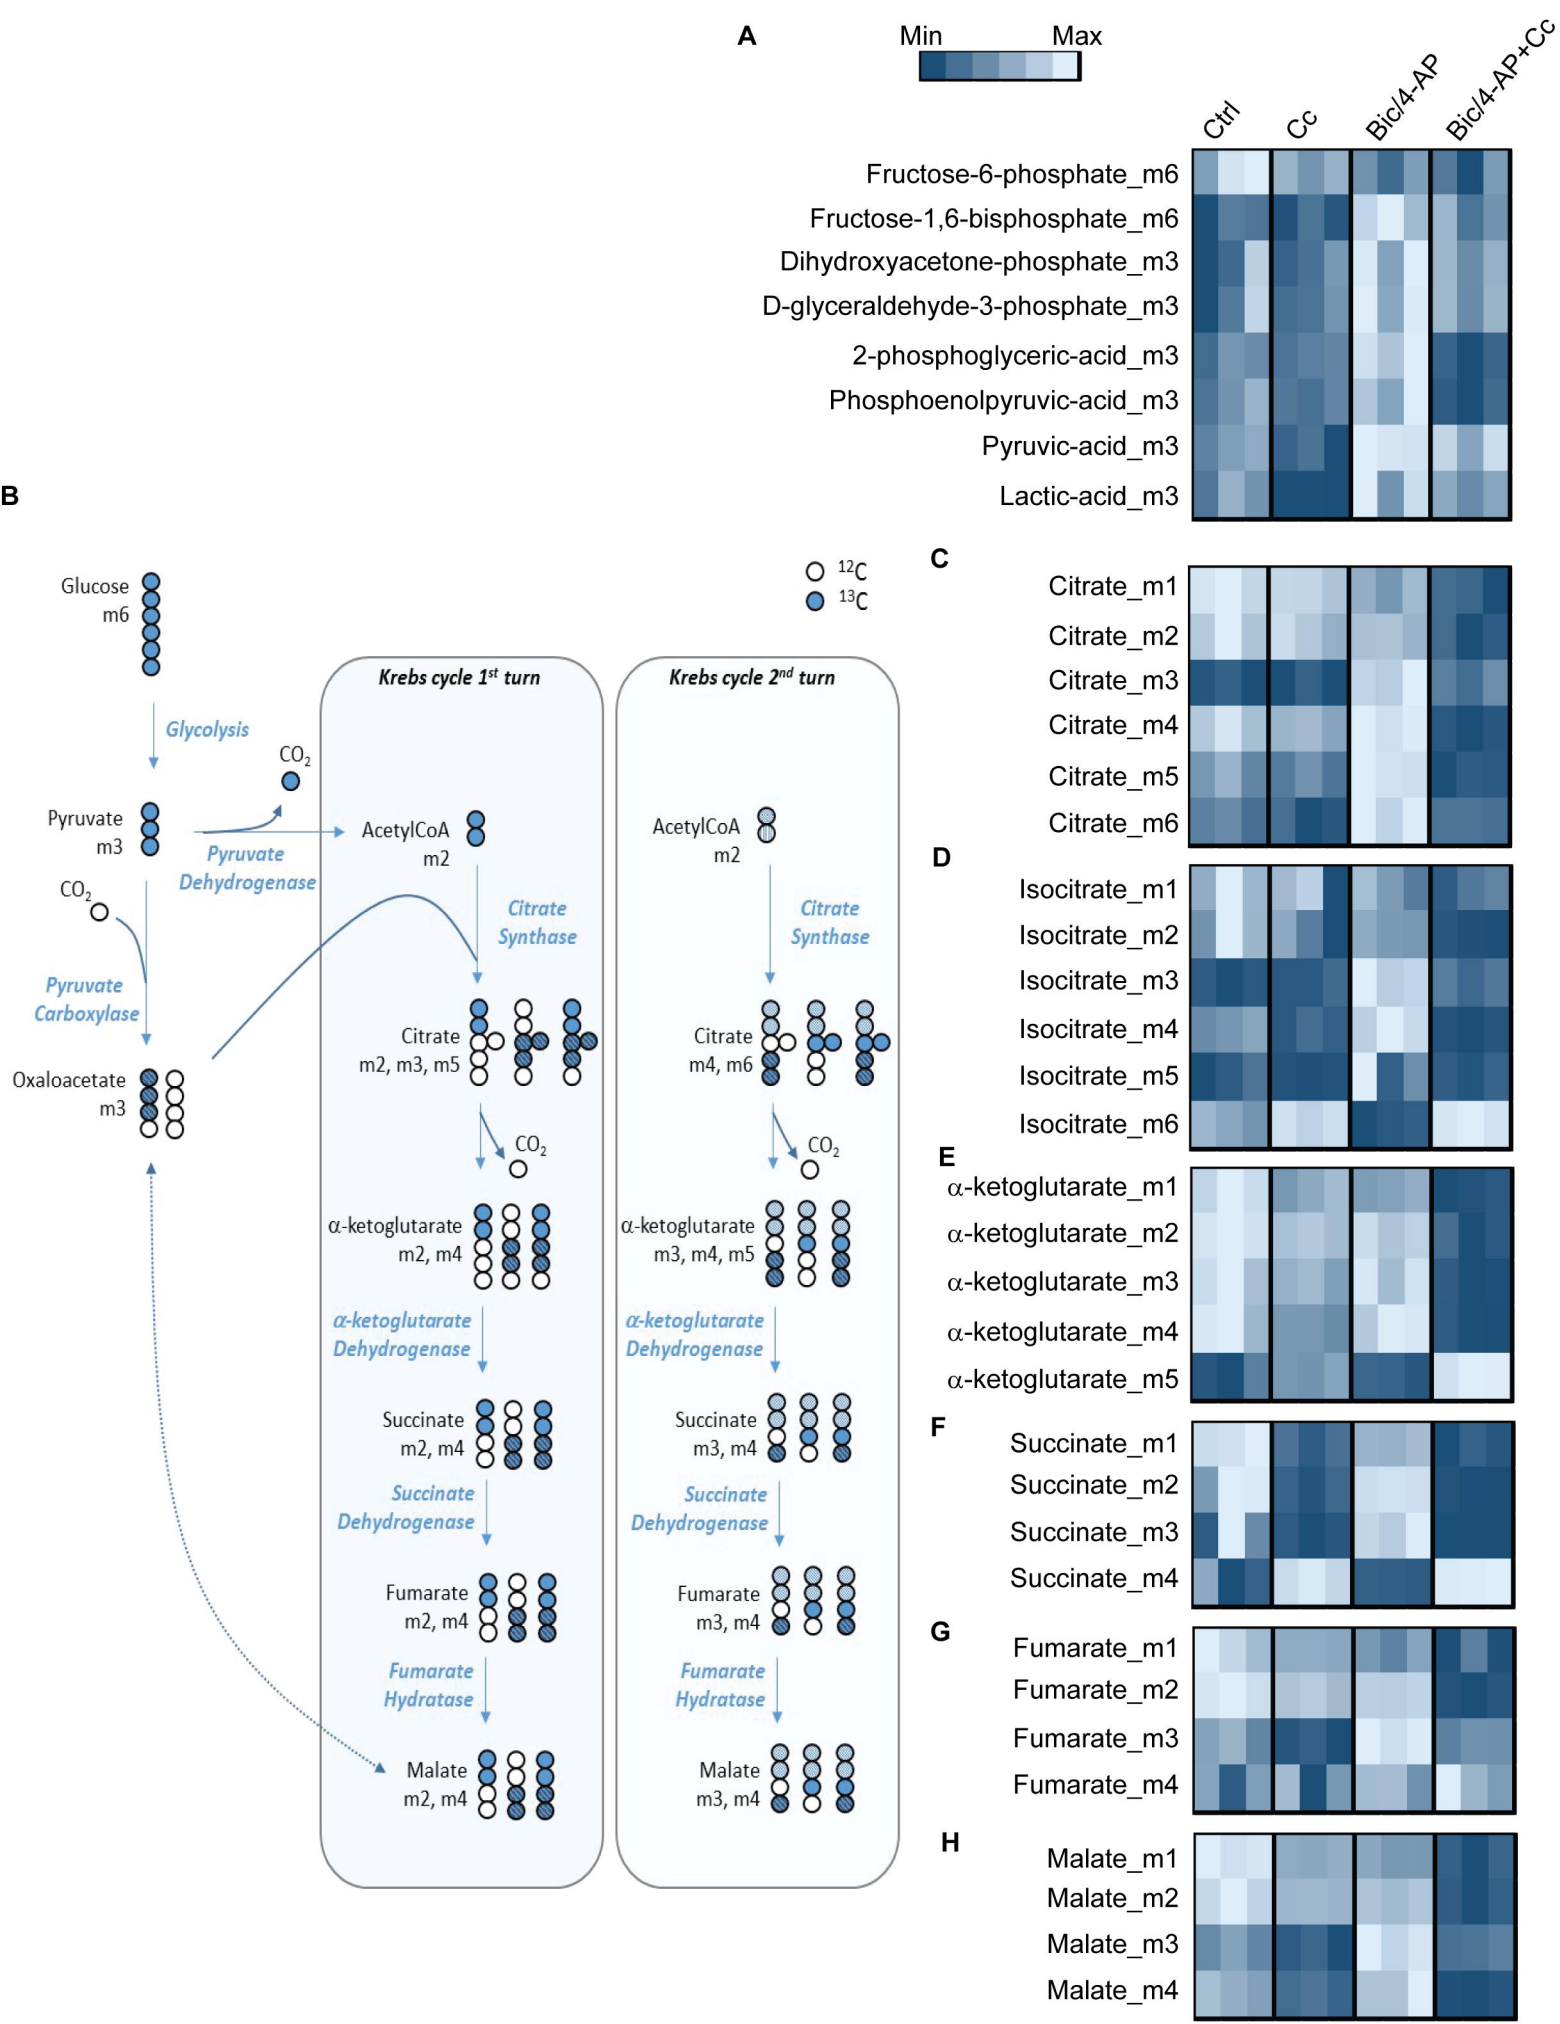 A
Min Max
Ctrl
Cc
Bic/4-AP
Bic/4-AP+Cc
Fructose-6-phosphate_m6
Fructose-1,6-bisphosphate_m6
Dihydroxyacetone-phosphate_m3
D-glyceraldehyde-3-phosphate_m3
2-phosphoglyceric-acid_m3
Phosphoenolpyruvic-acid_m3
Pyruvic-acid_m3
Lactic-acid_m3
B
Glucose
m6
Glycolysis
CO2
Pyruvate
m3
Pyruvate
Dehydrogenase
CO2
Pyruvate
Carboxylase
Oxaloacetate
m3
12C
13C
Krebs cycle 1st turn
AcetylCoA
m2
Citrate
Synthase
Citrate
m2, m3, m5
CO2
α-ketoglutarate
m2, m4
α-ketoglutarate
Dehydrogenase
Succinate
m2, m4
Succinate
Dehydrogenase
Fumarate
m2, m4
Fumarate
Hydratase
Malate
m2, m4
Krebs cycle 2nd turn
AcetylCoA
m2
Citrate
Synthase
Citrate
m4, m6
CO2
α-ketoglutarate
m3, m4, m5
α-ketoglutarate
Dehydrogenase
Succinate
m3, m4
Succinate
Dehydrogenase
Fumarate
m3, m4
Fumarate
Hydratase
Malate
m3, m4
C
Citrate_m1
Citrate_m2
Citrate_m3
Citrate_m4
Citrate_m5
Citrate_m6
D
Isocitrate_m1
Isocitrate_m2
Isocitrate_m3
Isocitrate_m4
Isocitrate_m5
Isocitrate_m6
E
α-ketoglutarate_m1
α-ketoglutarate_m2
α-ketoglutarate_m3
α-ketoglutarate_m4
α-ketoglutarate_m5
F
Succinate_m1
Succinate_m2
Succinate_m3
Succinate_m4
G
Fumarate_m1
Fumarate_m2
Fumarate_m3
Fumarate_m4
H
Malate_m1
Malate_m2
Malate_m3
Malate_m4